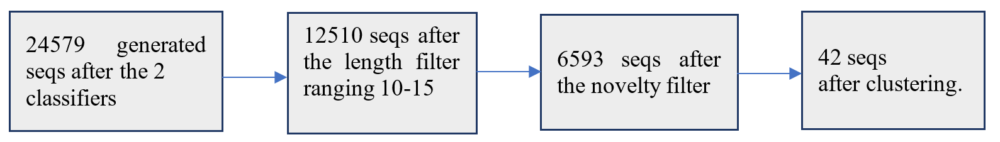 24579 generated
seqs after the 2
classifiers
12510 seqs after
the length filter
ranging 10-15
6593 seqs after
the novelty filter
42 seqs
after clustering.